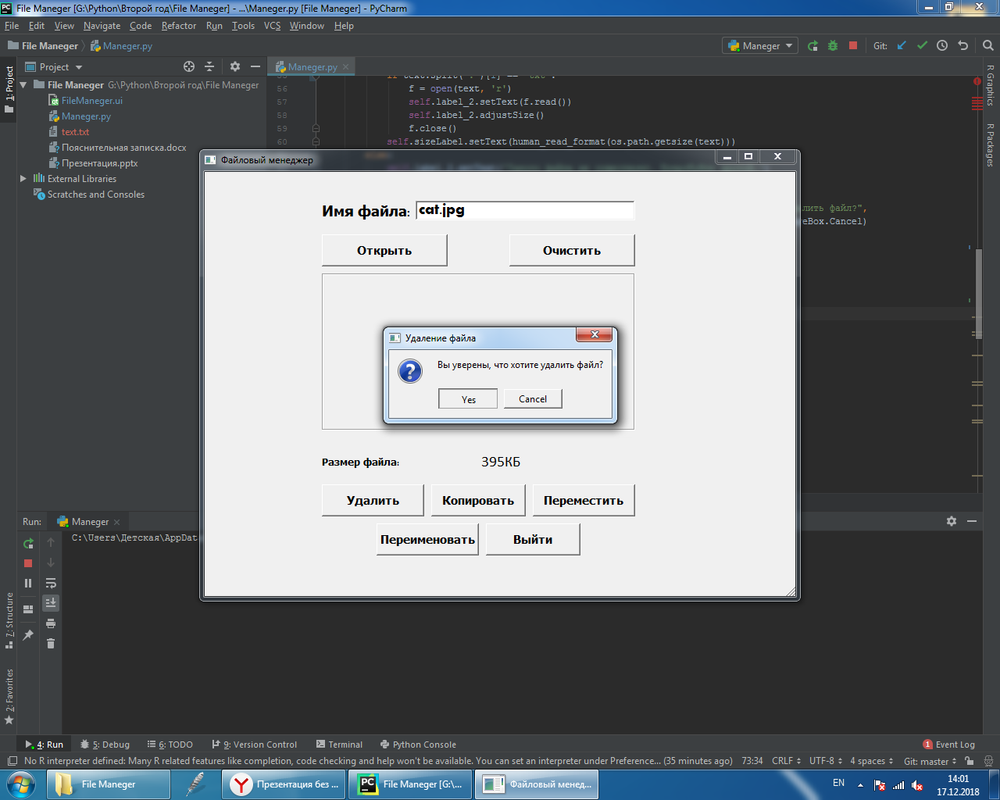 File Maneger [G:\Python\Второй год\File Maneger] - ...\Maneger.py [File Maneger] - PyCharm
File Edit View Navigate Code Refactor Run Tools VCS Window Help
File Maneger Maneger.py
Maneger Git:
Project
Maneger.py
1: Project
File Maneger G:\Python\Второй год\File Maneger
FileManeger.ui
Maneger.py
text.txt
Пояснительная записка.docx
Презентация.pptx
External Libraries
Scratches and Consoles
56 f = open(text, 'r')
57 self.label_2.setText(f.read())
58 self.label_2.adjustSize()
59 f.close()
60 self.sizeLabel.setText(human_read_format(os.path.getsize(text)))
лить файл?",
eBox.Cancel)
R Graphics
R Packages
Файловый менеджер
Имя файла: cat.jpg
Открыть Очистить
Удаление файла
Вы уверены, что хотите удалить файл?
Yes Cancel
Размер файла: 395КБ
Удалить Копировать Переместить
Переименовать Выйти
Run: Maneger
C:\Users\Детская\AppDat
7: Structure
2: Favorites
4: Run 5: Debug 6: TODO 9: Version Control Terminal Python Console 1 Event Log
No R interpreter defined: Many R related features like completion, code checking and help won't be available. You can set an interpreter under Preference... (35 minutes ago) 73:34 CRLF UTF-8 4 spaces Git: master
File Maneger
Презентация без ...
File Maneger [G:\...
Файловый менед...
EN
14:01
17.12.2018